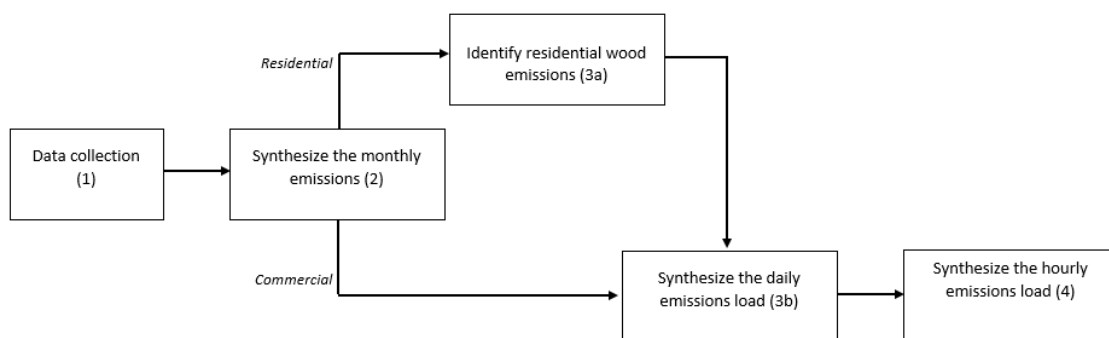 Residential
Identify residential wood
emissions (3a)
Data collection
(1)
Synthesize the monthly
emissions (2)
Commercial
Synthesize the daily
emissions load (3b)
Synthesize the hourly
emissions load (4)